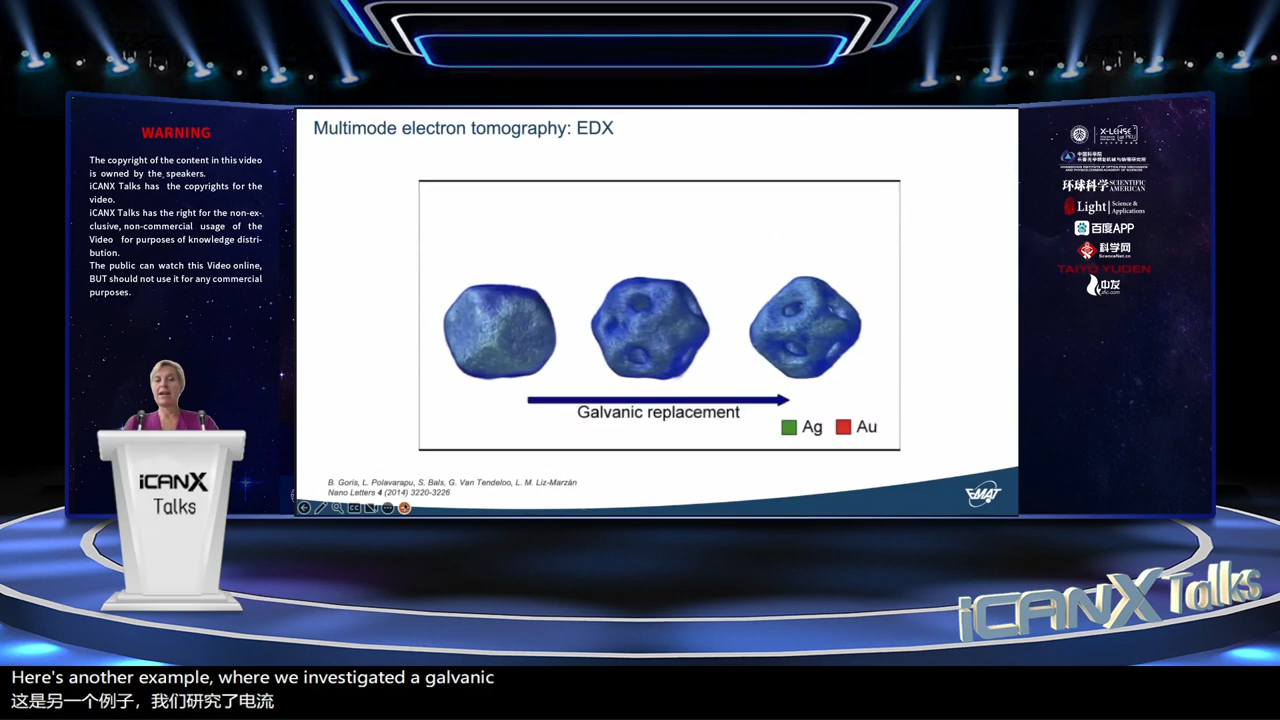 WARNING
The copyright of the content in this video
is owned by the speakers.
iCANX Talks has the copyrights for the
video.
iCANX Talks has the right for the non-ex-
clusive, non-commercial usage of the
Video for purposes of knowledge distri-
bution.
The public can watch this Video online,
BUT should not use it for any commercial
purposes.
Multimode electron tomography: EDX
Galvanic replacement
Ag
Au
B. Goris, L. Polavarapu, S. Bals, G. Van Tendeloo, L. M. Liz-Marzán
Nano Letters 4 (2014) 3220-3226
EMAT
X-LENSE
环球科学 SCIENTIFIC
AMERICAN
Light Science &
Applications
百度APP
科学网
ScienceNet.cn
TAIYO YUDEN
iCANX
Talks
iCANX Talks
Here's another example, where we investigated a galvanic
这是另一个例子，我们研究了电流